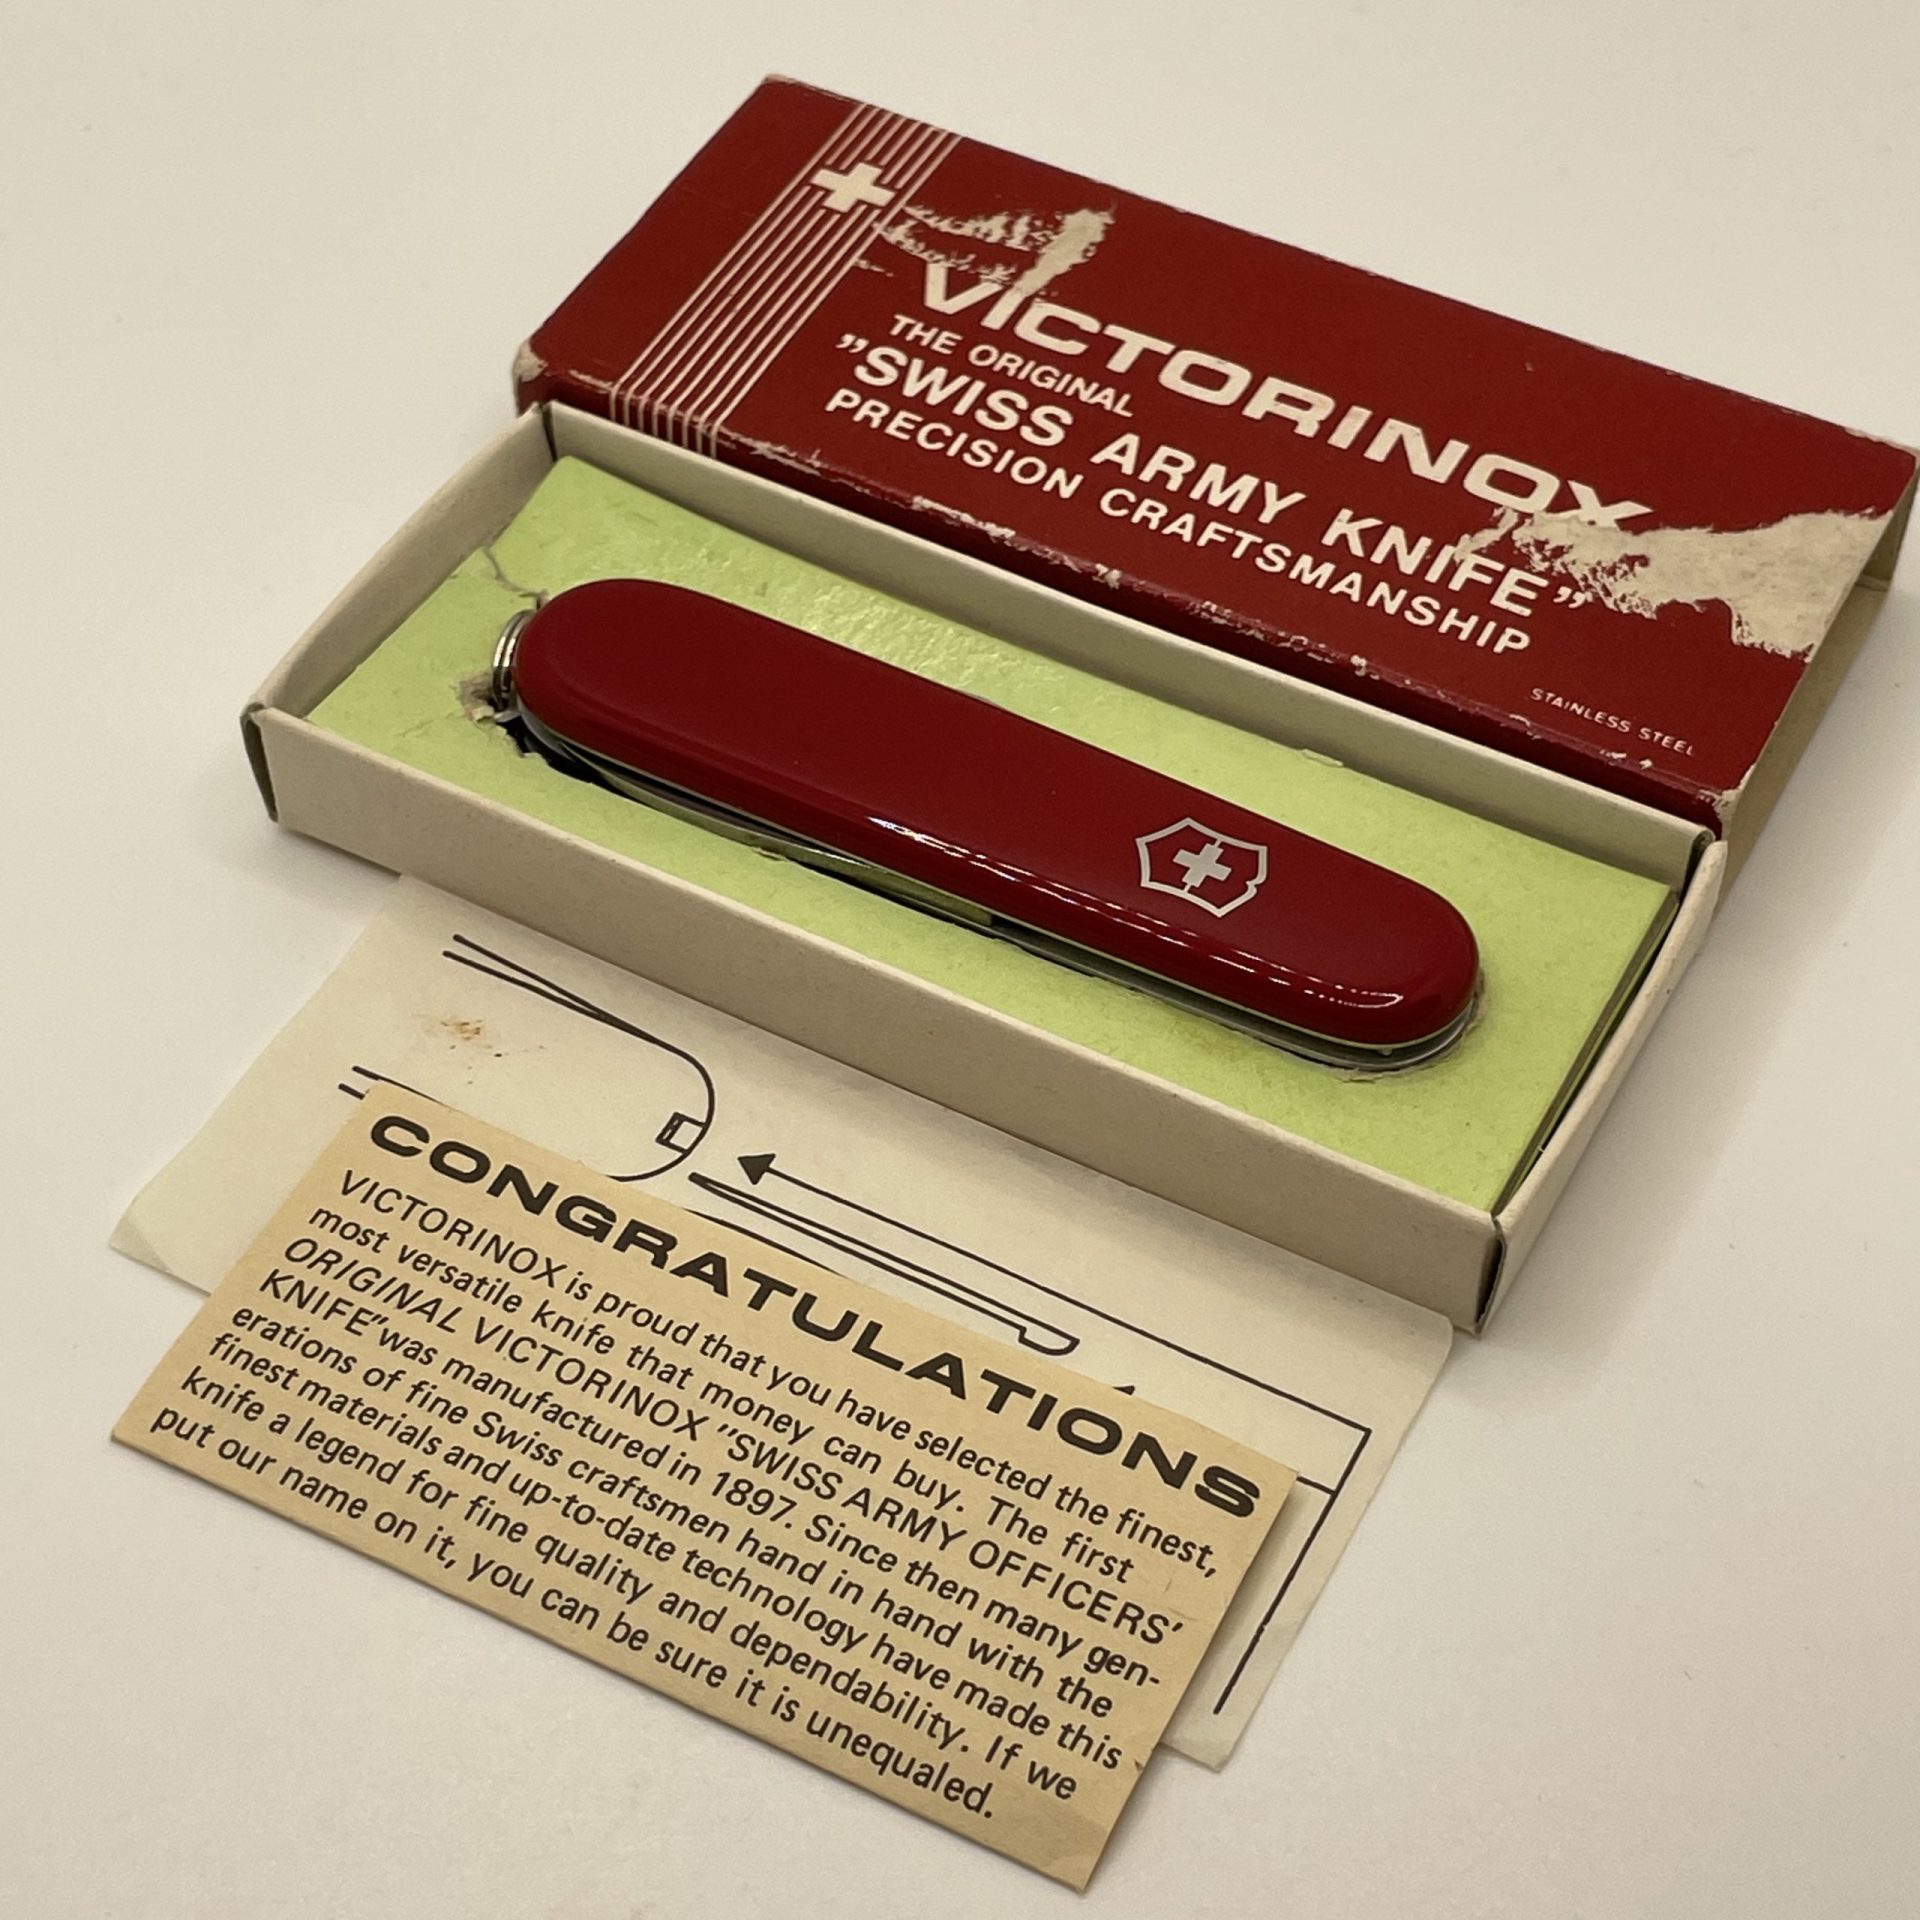 VICTORINOX
THE ORIGINAL
”SWISS ARMY KNIFE”
PRECISION CRAFTSMANSHIP
STAINLESS STEEL
CONGRATULATIONS
VICTORINOX is proud that you have selected the finest,
most versatile knife that money can buy. The first
ORIGINAL VICTORINOX "SWISS ARMY OFFICERS'
KNIFE" was manufactured in 1897. Since then many gen-
erations of fine Swiss craftsmen hand in hand with the
finest materials and up-to-date technology have made this
knife a legend for fine quality and dependability. If we
put our name on it, you can be sure it is unequaled.